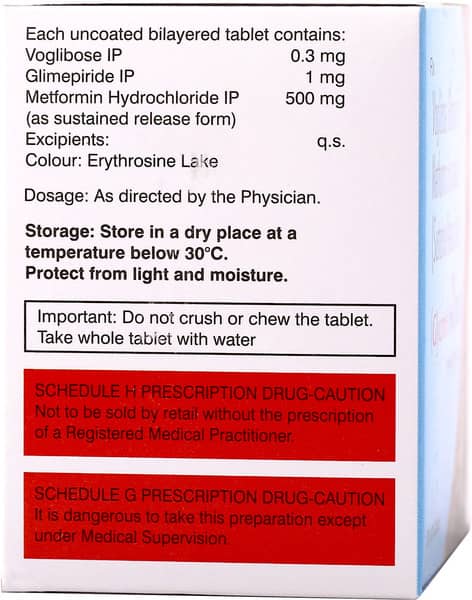 Each uncoated bilayered tablet contains:
Voglibose IP 0.3 mg
Glimepiride IP 1 mg
Metformin Hydrochloride IP 500 mg
(as sustained release form)
Excipients: q.s.
Colour: Erythrosine Lake
Dosage: As directed by the Physician.
Storage: Store in a dry place at a
temperature below 30°C.
Protect from light and moisture.
Important: Do not crush or chew the tablet.
Take whole tablet with water
SCHEDULE H PRESCRIPTION DRUG-CAUTION
Not to be sold by retail without the prescription
of a Registered Medical Practitioner.
SCHEDULE G PRESCRIPTION DRUG-CAUTION
It is dangerous to take this preparation except
under Medical Supervision.